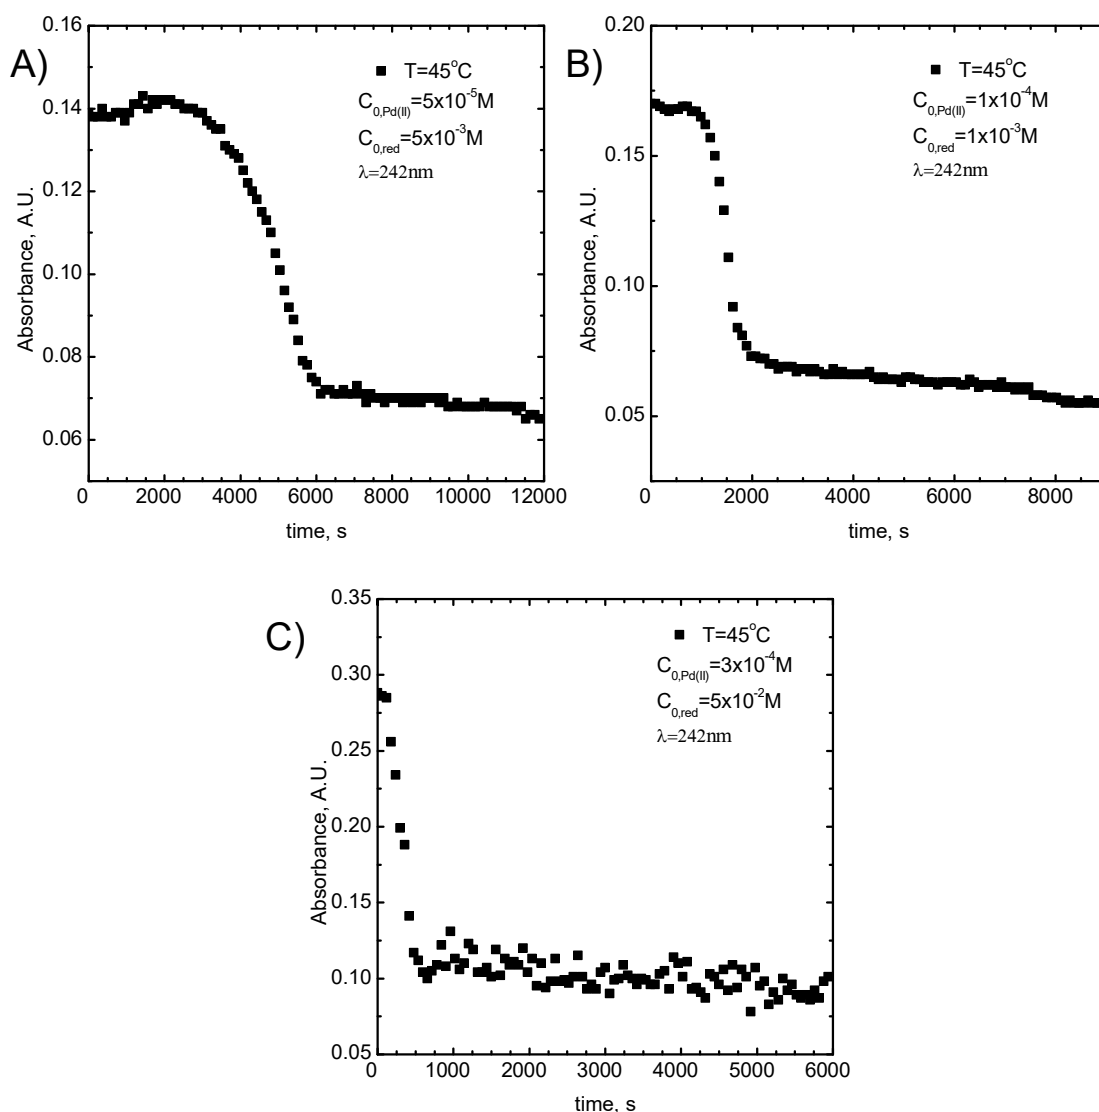 A)
0.16
0.14
0.12
0.10
0.08
0.06
Absorbance, A.U.
T=45°C
C0,Pd(II)=5x10-5M
C0,red=5x10-3M
λ=242nm
0 2000 4000 6000 8000 10000 12000
time, s
B)
0.20
0.15
0.10
0.05
Absorbance, A.U.
T=45°C
C0,Pd(II)=1x10-4M
C0,red=1x10-3M
λ=242nm
0 2000 4000 6000 8000
time, s
C)
0.35
0.30
0.25
0.20
0.15
0.10
0.05
Absorbance, A.U.
T=45°C
C0,Pd(II)=3x10-4M
C0,red=5x10-2M
λ=242nm
0 1000 2000 3000 4000 5000 6000
time, s